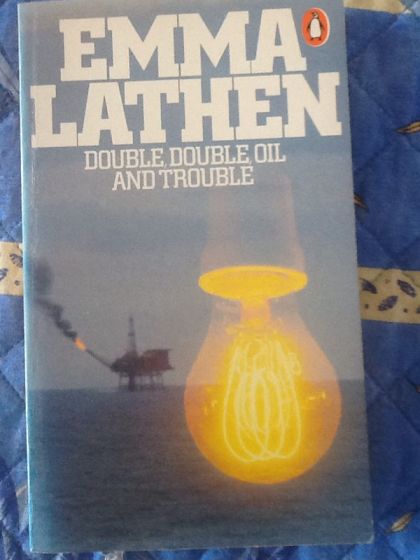 EMMA
LATHEN
DOUBLE, DOUBLE, OIL
AND TROUBLE